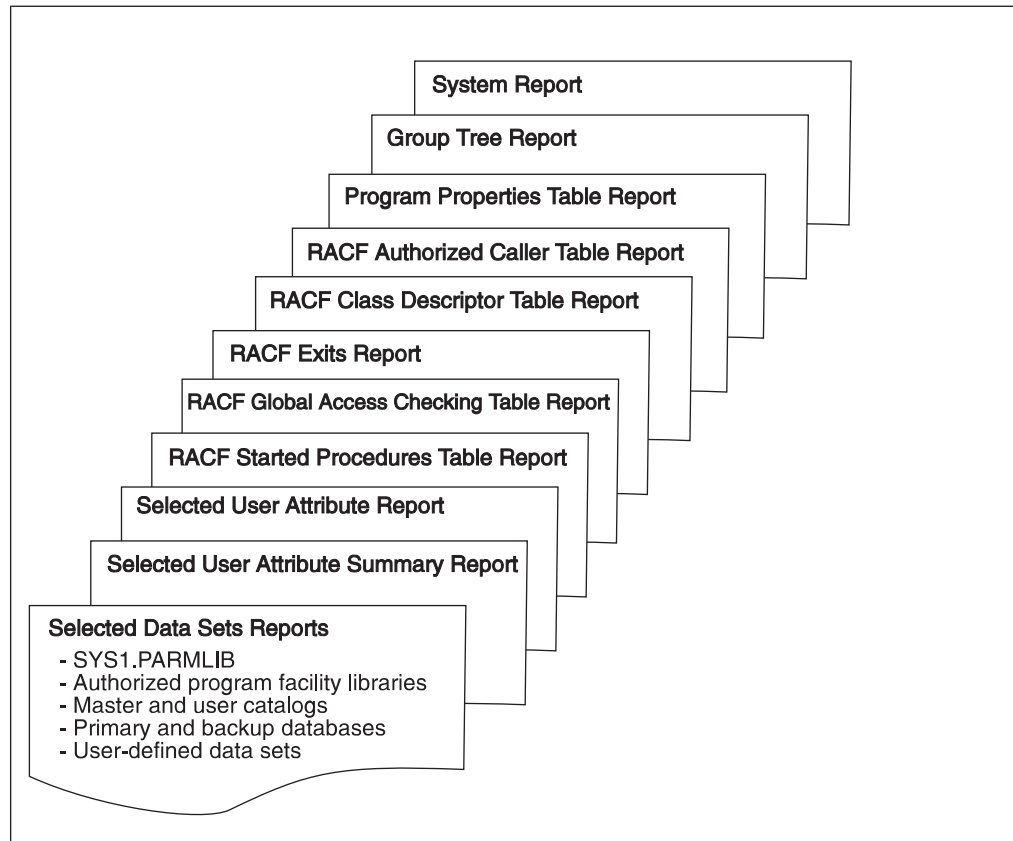 System Report
Group Tree Report
Program Properties Table Report
RACF Authorized Caller Table Report
RACF Class Descriptor Table Report
RACF Exits Report
RACF Global Access Checking Table Report
RACF Started Procedures Table Report
Selected User Attribute Report
Selected User Attribute Summary Report
Selected Data Sets Reports
- SYS1.PARMLIB
- Authorized program facility libraries
- Master and user catalogs
- Primary and backup databases
- User-defined data sets